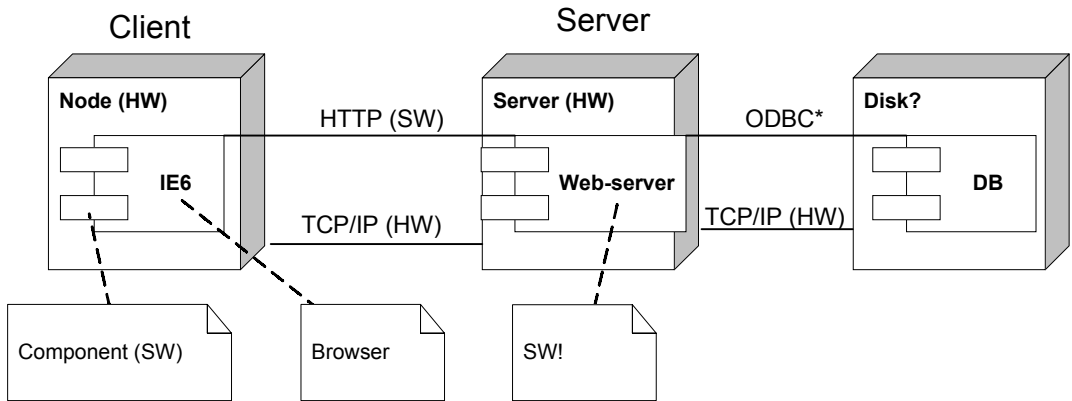 Client
Server
Node (HW)
Server (HW)
Disk?
HTTP (SW)
ODBC*
IE6
Web-server
DB
TCP/IP (HW)
TCP/IP (HW)
Component (SW)
Browser
SW!